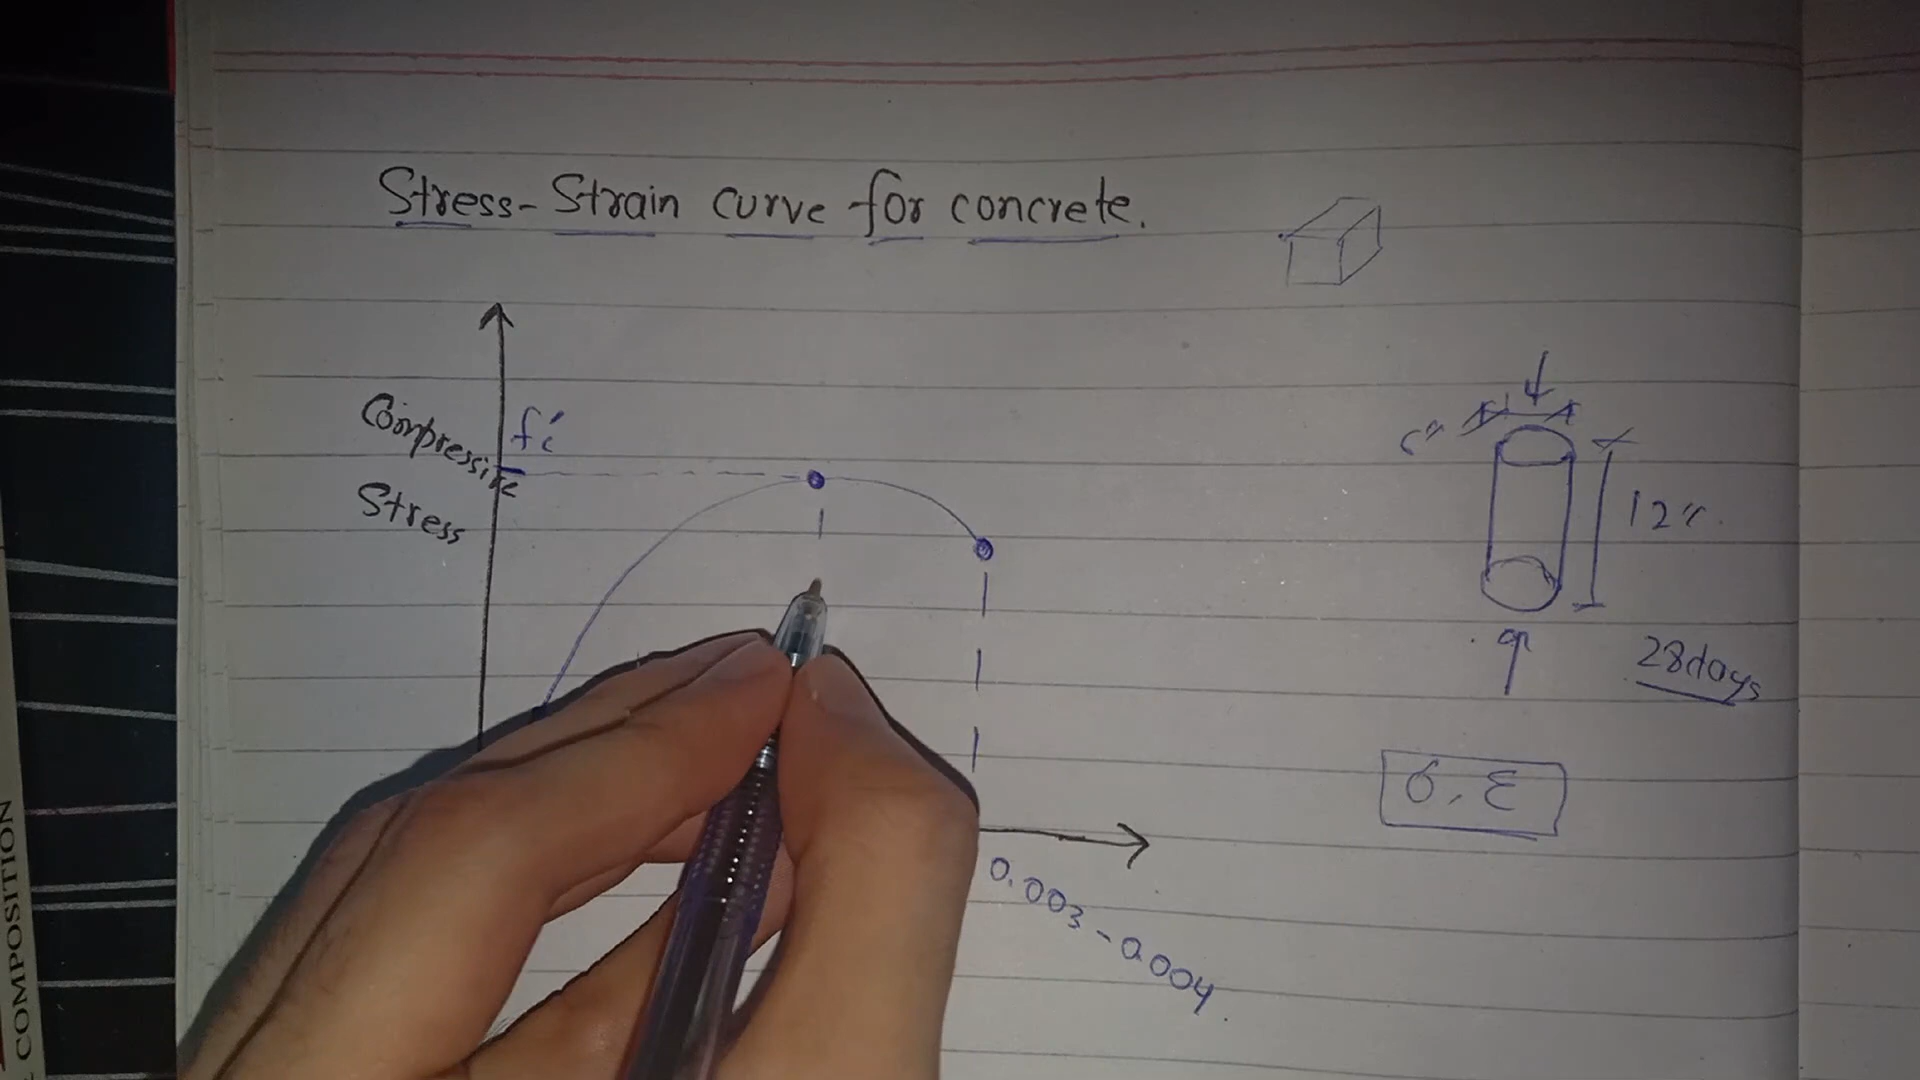 Stress-Strain curve for concrete.
Compressive
Stress
f'c
6"
12"
28days
σ, ε
0.003-0.004
COMPOSITION